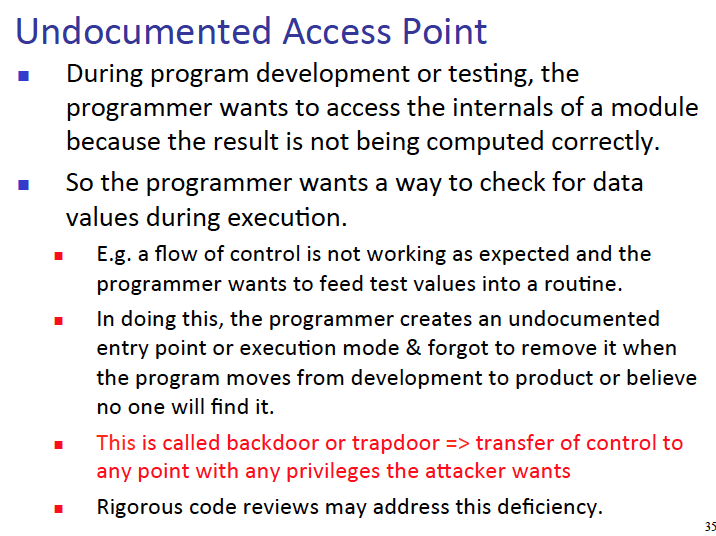 Undocumented Access Point
During program development or testing, the
programmer wants to access the internals of a module
because the result is not being computed correctly.
So the programmer wants a way to check for data
values during execution.
E.g. a flow of control is not working as expected and the
programmer wants to feed test values into a routine.
In doing this, the programmer creates an undocumented
entry point or execution mode & forgot to remove it when
the program moves from development to product or believe
no one will find it.
This is called backdoor or trapdoor => transfer of control to
any point with any privileges the attacker wants
Rigorous code reviews may address this deficiency.
35